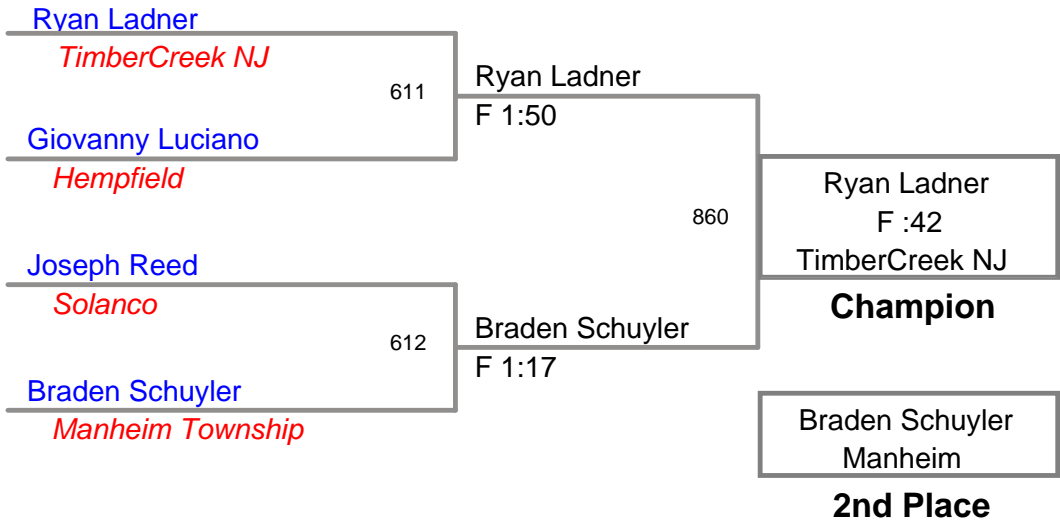 Ryan Ladner
TimberCreek NJ
611
Ryan Ladner
F 1:50
Giovanny Luciano
Hempfield
860
Ryan Ladner
F :42
TimberCreek NJ
Champion
Joseph Reed
Solanco
612
Braden Schuyler
F 1:17
Braden Schuyler
Manheim Township
Braden Schuyler
Manheim
2nd Place